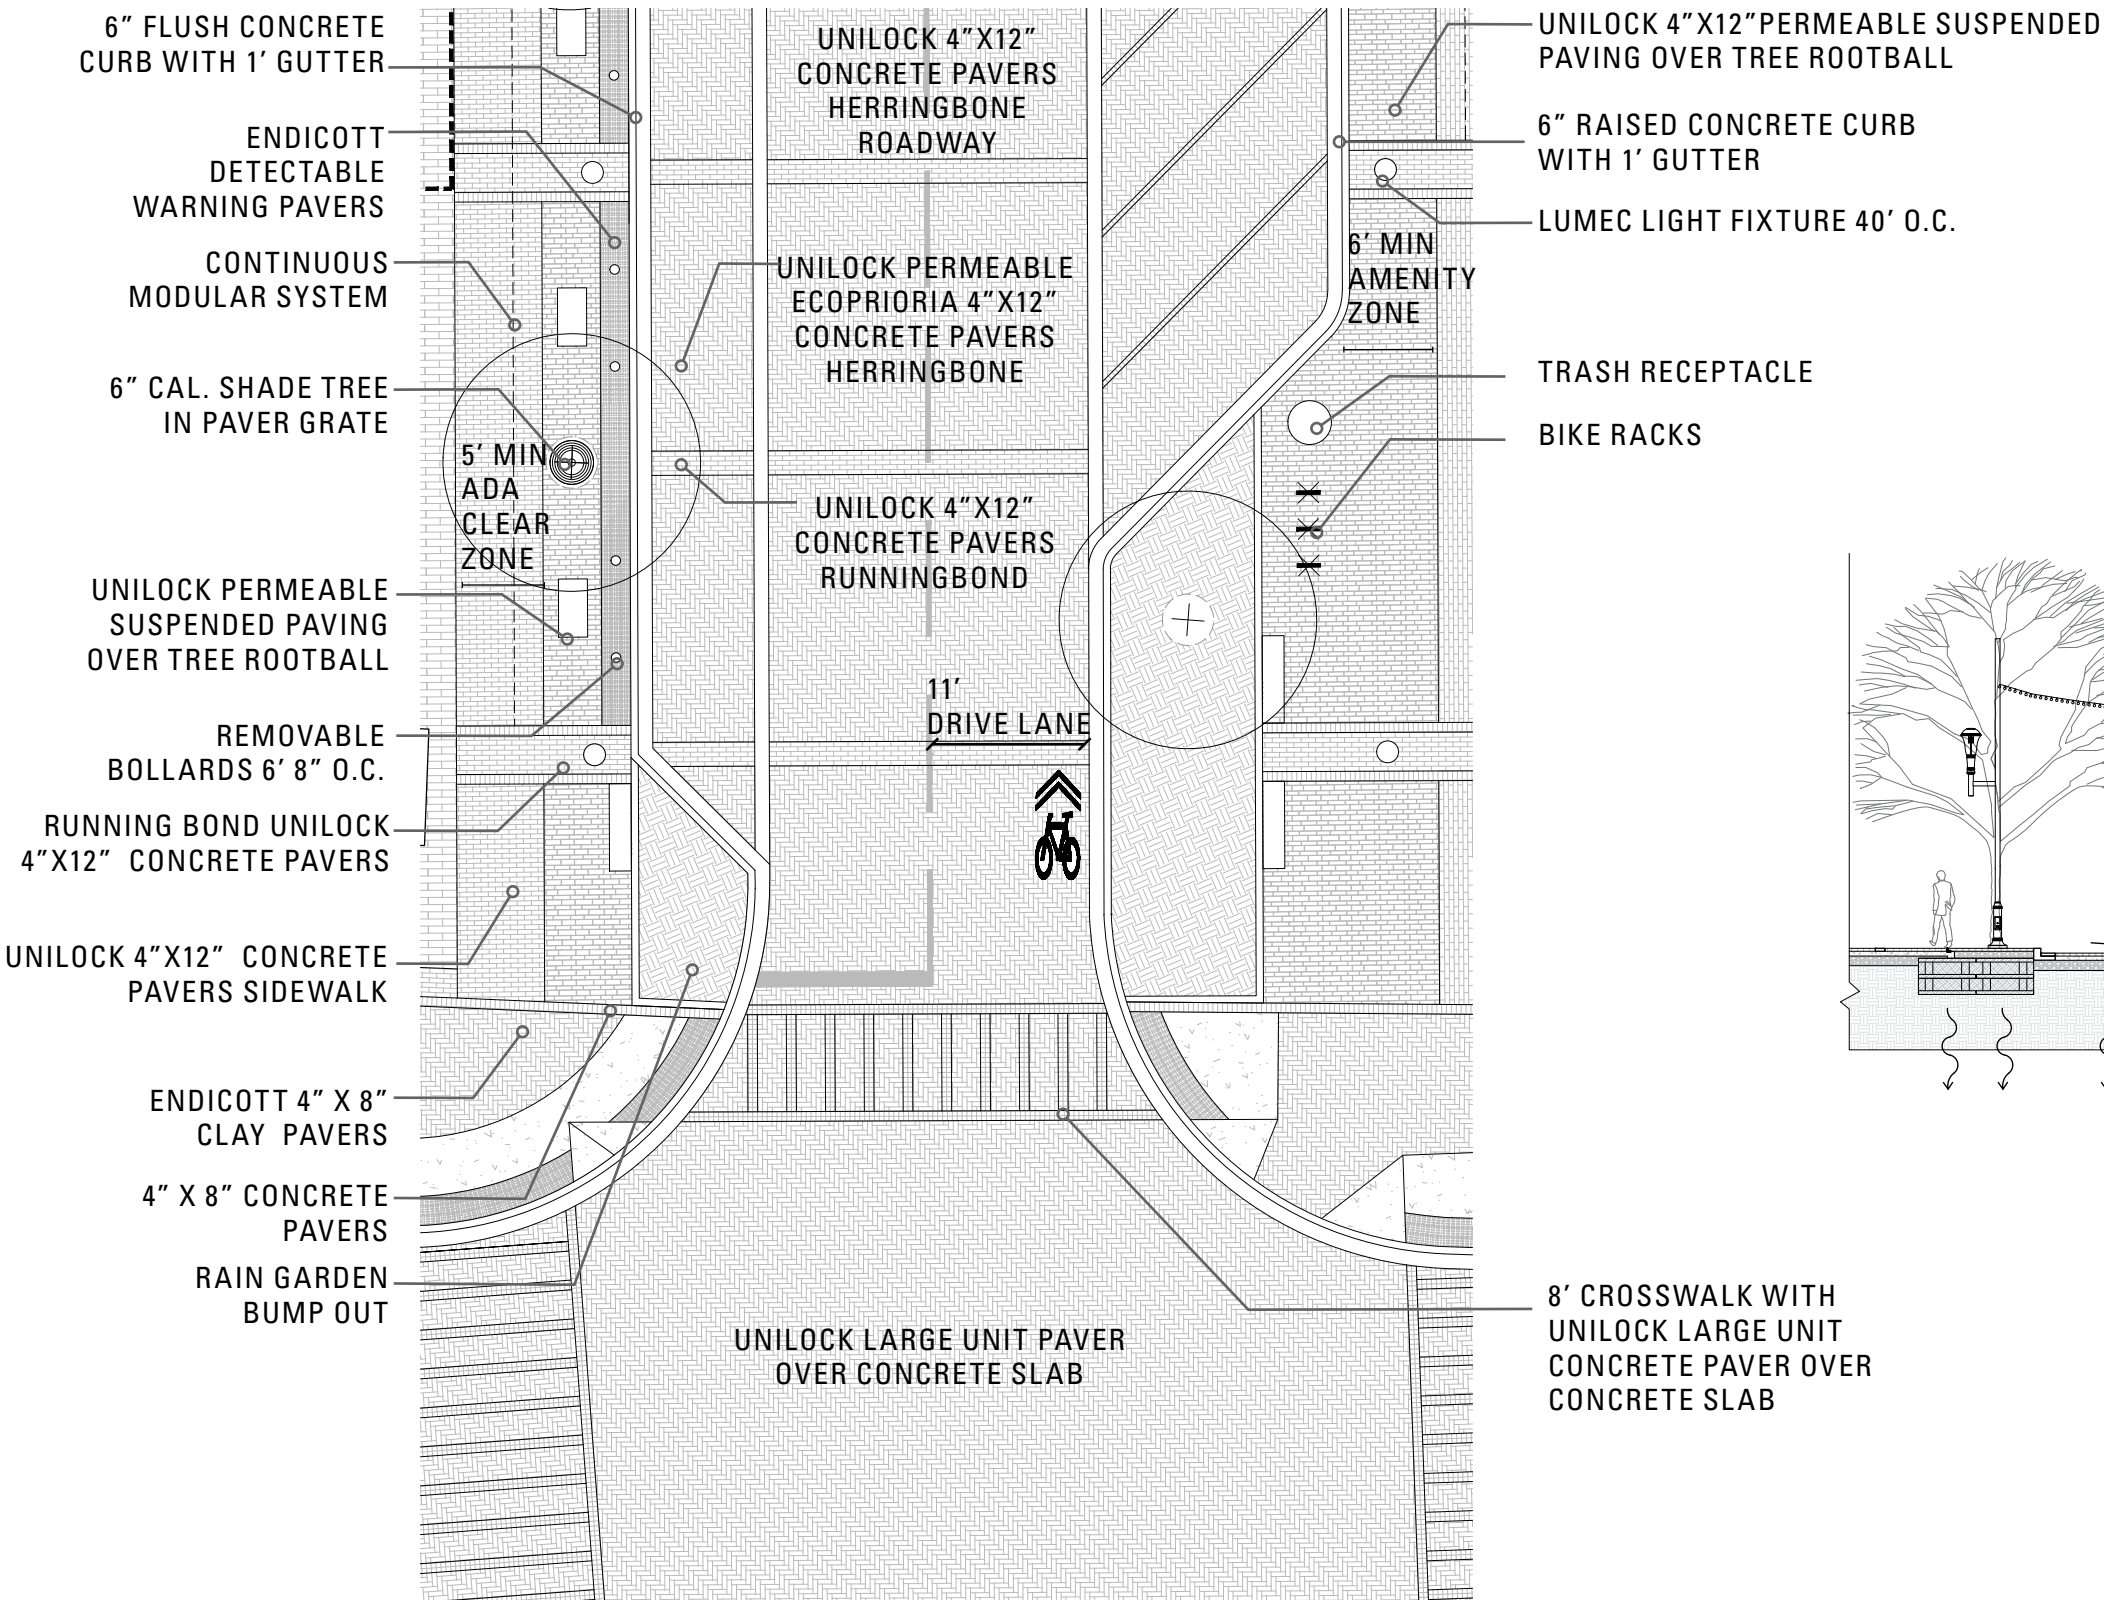 6” FLUSH CONCRETE
CURB WITH 1’ GUTTER
ENDICOTT
DETECTABLE
WARNING PAVERS
CONTINUOUS
MODULAR SYSTEM
6” CAL. SHADE TREE
IN PAVER GRATE
5’ MIN
ADA
CLEAR
ZONE
UNILOCK PERMEABLE
SUSPENDED PAVING
OVER TREE ROOTBALL
REMOVABLE
BOLLARDS 6’ 8” O.C.
RUNNING BOND UNILOCK
4”X12” CONCRETE PAVERS
UNILOCK 4”X12” CONCRETE
PAVERS SIDEWALK
ENDICOTT 4” X 8”
CLAY PAVERS
4” X 8” CONCRETE
PAVERS
RAIN GARDEN
BUMP OUT
UNILOCK 4”X12”
CONCRETE PAVERS
HERRINGBONE
ROADWAY
UNILOCK PERMEABLE
ECOPRIORIA 4”X12”
CONCRETE PAVERS
HERRINGBONE
UNILOCK 4”X12”
CONCRETE PAVERS
RUNNINGBOND
11’
DRIVE LANE
UNILOCK LARGE UNIT PAVER
OVER CONCRETE SLAB
UNILOCK 4”X12”PERMEABLE SUSPENDED
PAVING OVER TREE ROOTBALL
6” RAISED CONCRETE CURB
WITH 1’ GUTTER
LUMEC LIGHT FIXTURE 40’ O.C.
6’ MIN
AMENITY
ZONE
TRASH RECEPTACLE
BIKE RACKS
8’ CROSSWALK WITH
UNILOCK LARGE UNIT
CONCRETE PAVER OVER
CONCRETE SLAB